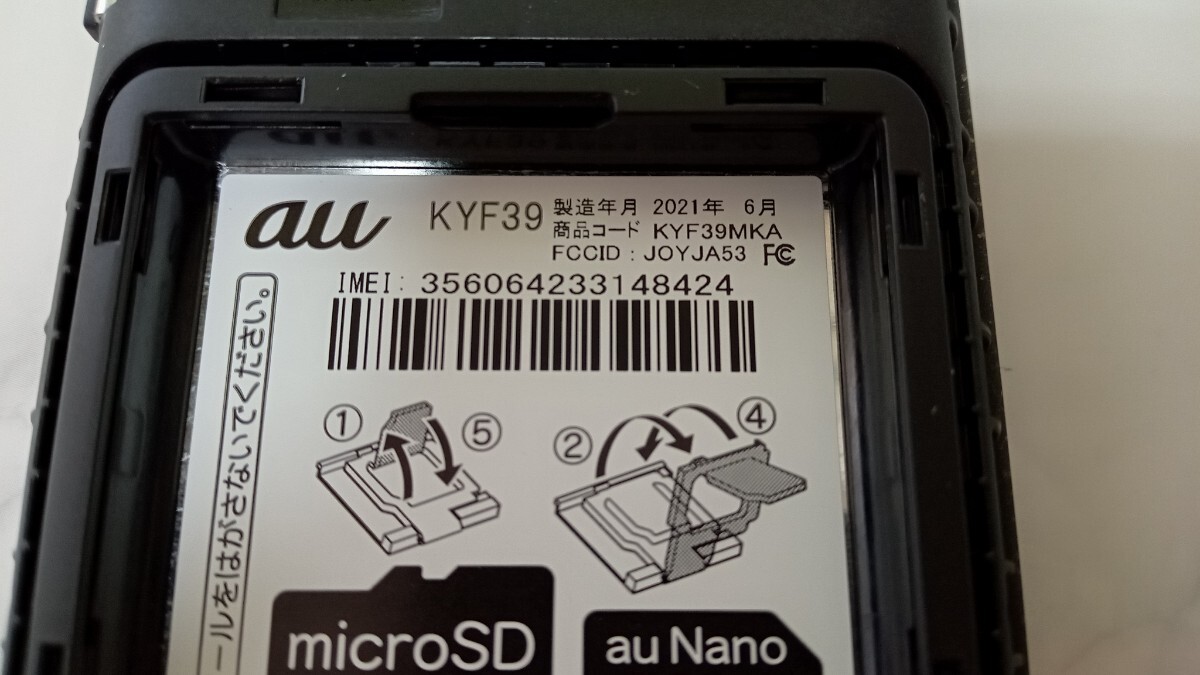 au KYF39 製造年月 2021年 6月
商品コード KYF39MKA
FCCID : JOYJA53 FC
IMEI: 356064233148424
① ⑤ ② ④
ールをはがさないでください。
microSD
au Nano